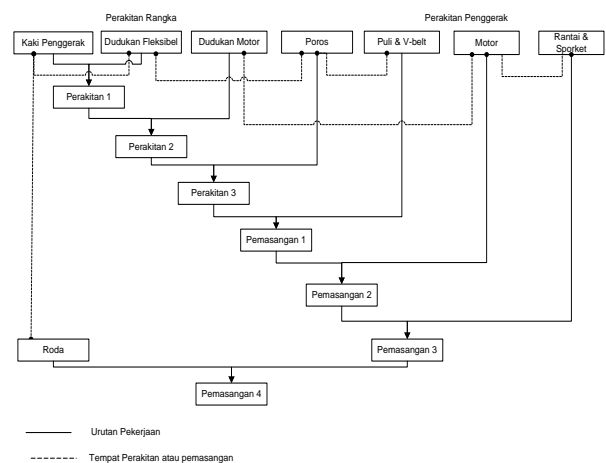 Perakitan Rangka
Perakitan Penggerak
Kaki Penggerak
Dudukan Fleksibel
Dudukan Motor
Poros
Puli & V-belt
Motor
Rantai &
Sporket
Perakitan 1
Perakitan 2
Perakitan 3
Pemasangan 1
Pemasangan 2
Roda
Pemasangan 3
Pemasangan 4
Urutan Pekerjaan
Tempat Perakitan atau pemasangan